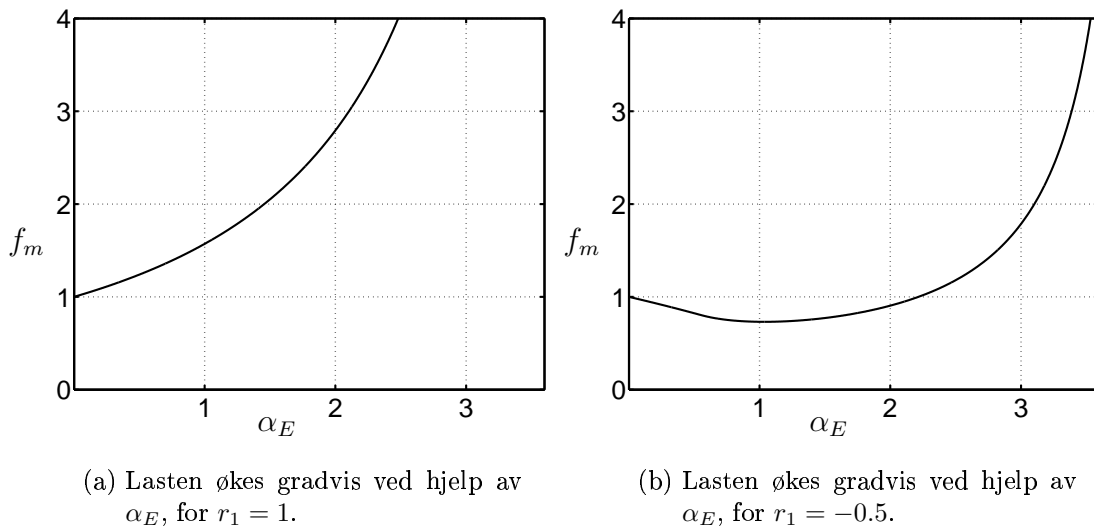 4
3
2
1
0
f_m
1
2
3
α_E
4
3
2
1
0
f_m
1
2
3
α_E
(a) Lasten økes gradvis ved hjelp av
α_E, for r_1 = 1.
(b) Lasten økes gradvis ved hjelp av
α_E, for r_1 = −0.5.